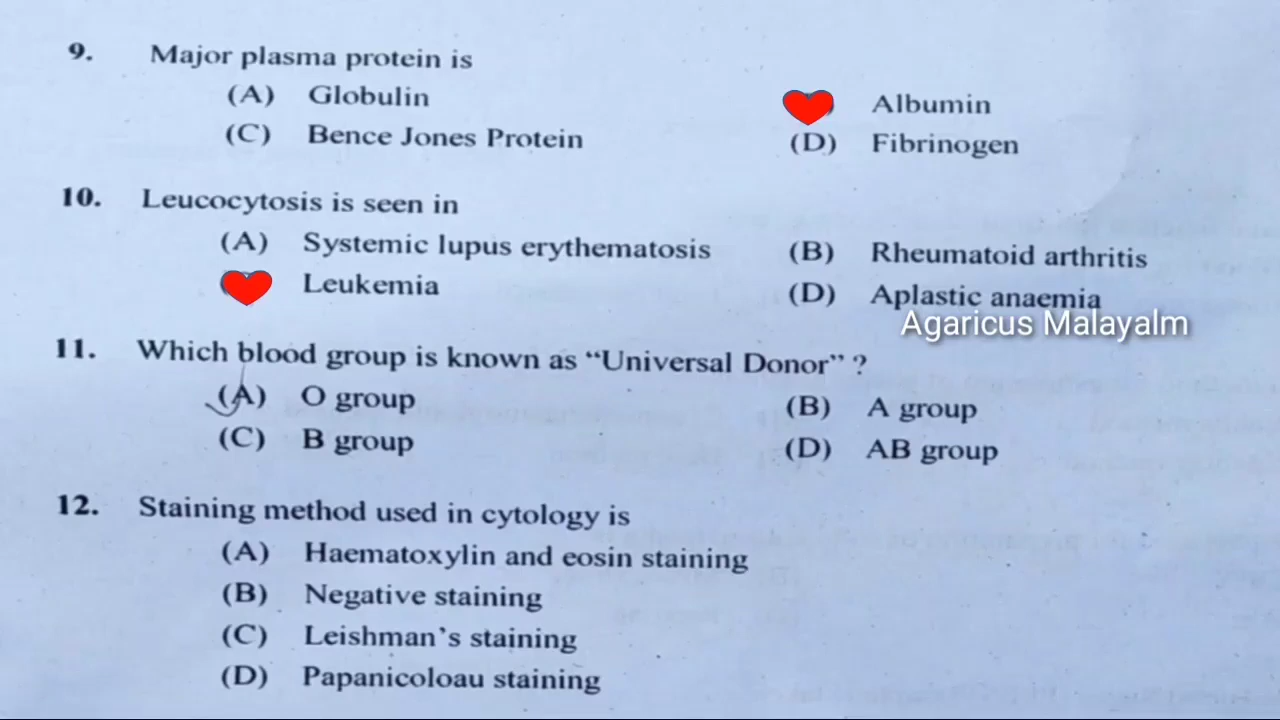 9. Major plasma protein is
(A) Globulin Albumin
(C) Bence Jones Protein (D) Fibrinogen
10. Leucocytosis is seen in
(A) Systemic lupus erythematosis (B) Rheumatoid arthritis
Leukemia (D) Aplastic anaemia
Agaricus Malayalm
11. Which blood group is known as “Universal Donor” ?
(A) O group (B) A group
(C) B group (D) AB group
12. Staining method used in cytology is
(A) Haematoxylin and eosin staining
(B) Negative staining
(C) Leishman’s staining
(D) Papanicoloau staining